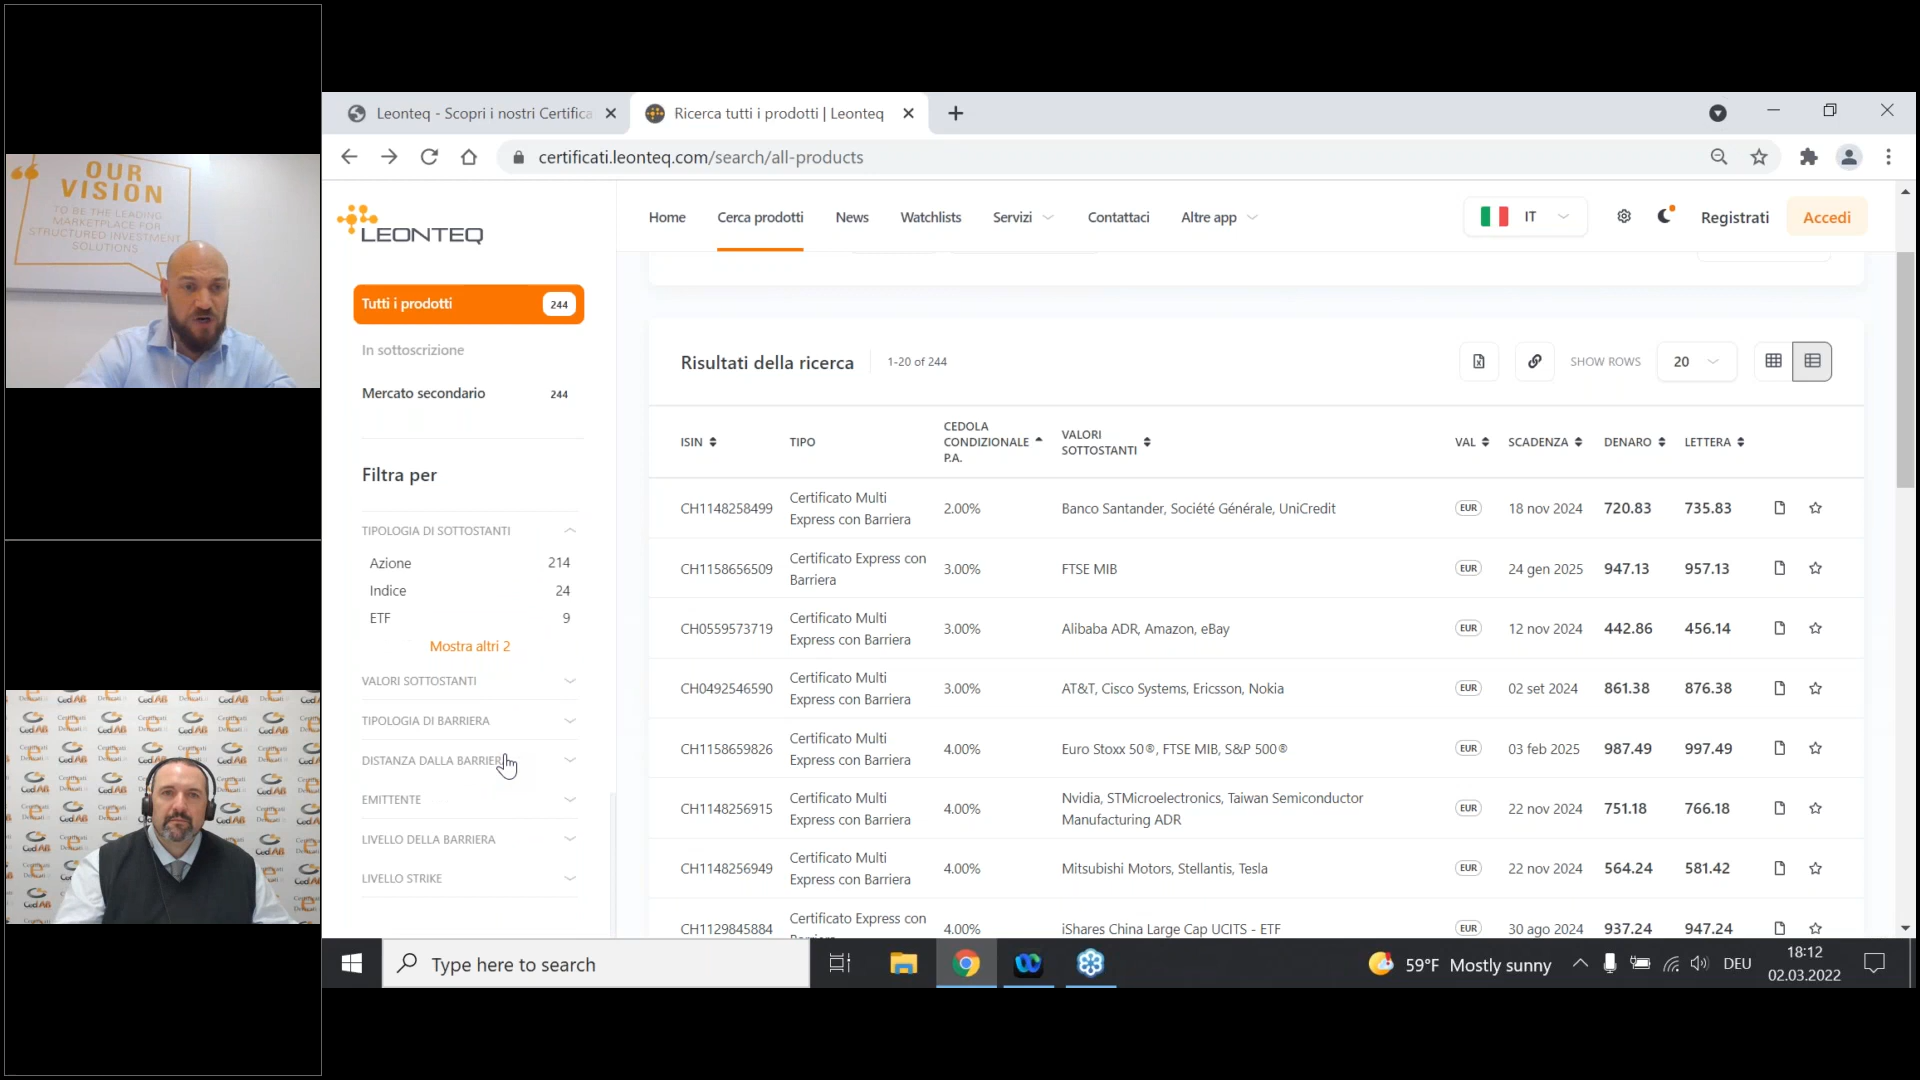 OUR
VISION
TO BE THE LEADING
MARKETPLACE FOR
STRUCTURED INVESTMENT
SOLUTIONS
Leonteq - Scopri i nostri Certifica
Ricerca tutti i prodotti | Leonteq
certificati.leonteq.com/search/all-products
LEONTEQ
Home
Cerca prodotti
News
Watchlists
Servizi
Contattaci
Altre app
IT
Registrati
Accedi
Tutti i prodotti 244
In sottoscrizione
Mercato secondario 244
Filtra per
TIPOLOGIA DI SOTTOSTANTI
Azione 214
Indice 24
ETF 9
Mostra altri 2
VALORI SOTTOSTANTI
TIPOLOGIA DI BARRIERA
DISTANZA DALLA BARRIER
EMITTENTE
LIVELLO DELLA BARRIERA
LIVELLO STRIKE
Risultati della ricerca 1-20 of 244
SHOW ROWS 20
ISIN TIPO CEDOLA CONDIZIONALE P.A. VALORI SOTTOSTANTI VAL SCADENZA DENARO LETTERA
CH1148258499 Certificato Multi Express con Barriera 2.00% Banco Santander, Société Générale, UniCredit EUR 18 nov 2024 720.83 735.83
CH1158656509 Certificato Express con Barriera 3.00% FTSE MIB EUR 24 gen 2025 947.13 957.13
CH0559573719 Certificato Multi Express con Barriera 3.00% Alibaba ADR, Amazon, eBay EUR 12 nov 2024 442.86 456.14
CH0492546590 Certificato Multi Express con Barriera 3.00% AT&T, Cisco Systems, Ericsson, Nokia EUR 02 set 2024 861.38 876.38
CH1158659826 Certificato Multi Express con Barriera 4.00% Euro Stoxx 50®, FTSE MIB, S&P 500® EUR 03 feb 2025 987.49 997.49
CH1148256915 Certificato Multi Express con Barriera 4.00% Nvidia, STMicroelectronics, Taiwan Semiconductor Manufacturing ADR EUR 22 nov 2024 751.18 766.18
CH1148256949 Certificato Multi Express con Barriera 4.00% Mitsubishi Motors, Stellantis, Tesla EUR 22 nov 2024 564.24 581.42
CH1129845884 Certificato Express con 4.00% iShares China Large Cap UCITS - ETF EUR 30 ago 2024 937.24 947.24
Type here to search
59°F Mostly sunny
DEU
18:12
02.03.2022
Ced AB